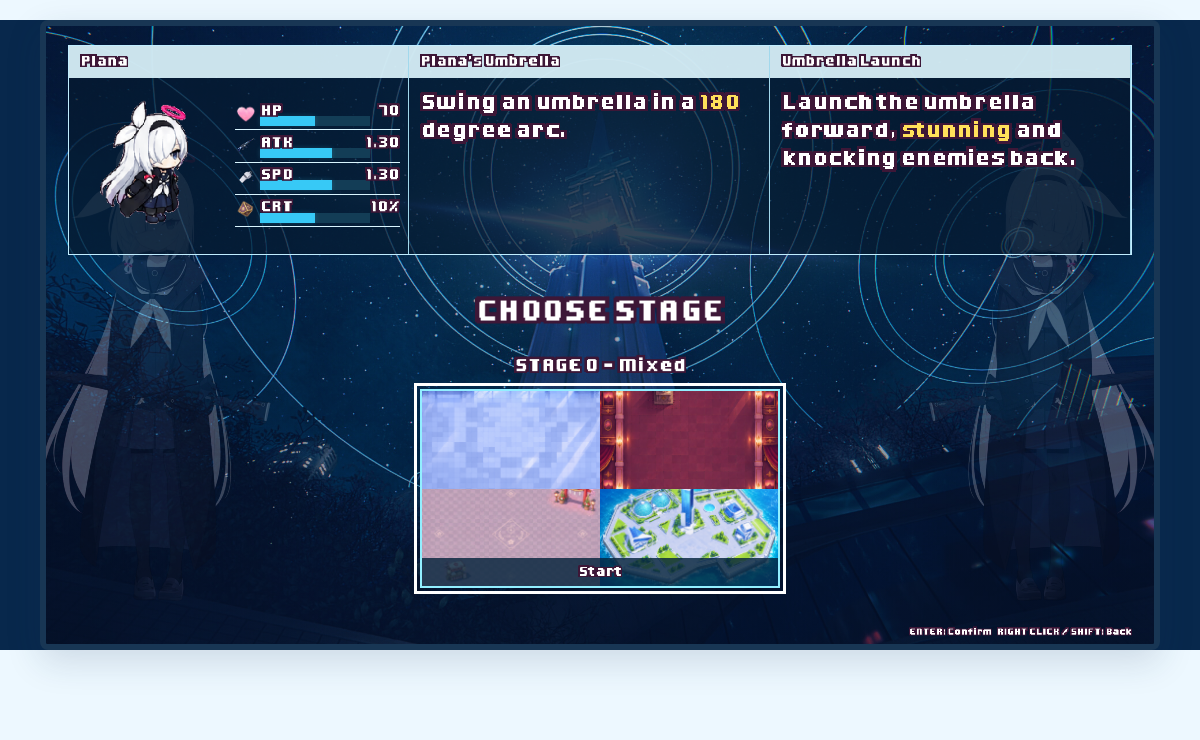 Plana
HP 70
ATK 1.30
SPD 1.30
CRT 10%
Plana's Umbrella
Swing an umbrella in a 180
degree arc.
Umbrella Launch
Launch the umbrella
forward, stunning and
knocking enemies back.
CHOOSE STAGE
STAGE 0 - Mixed
Start
ENTER: Confirm RIGHT CLICK / SHIFT: Back